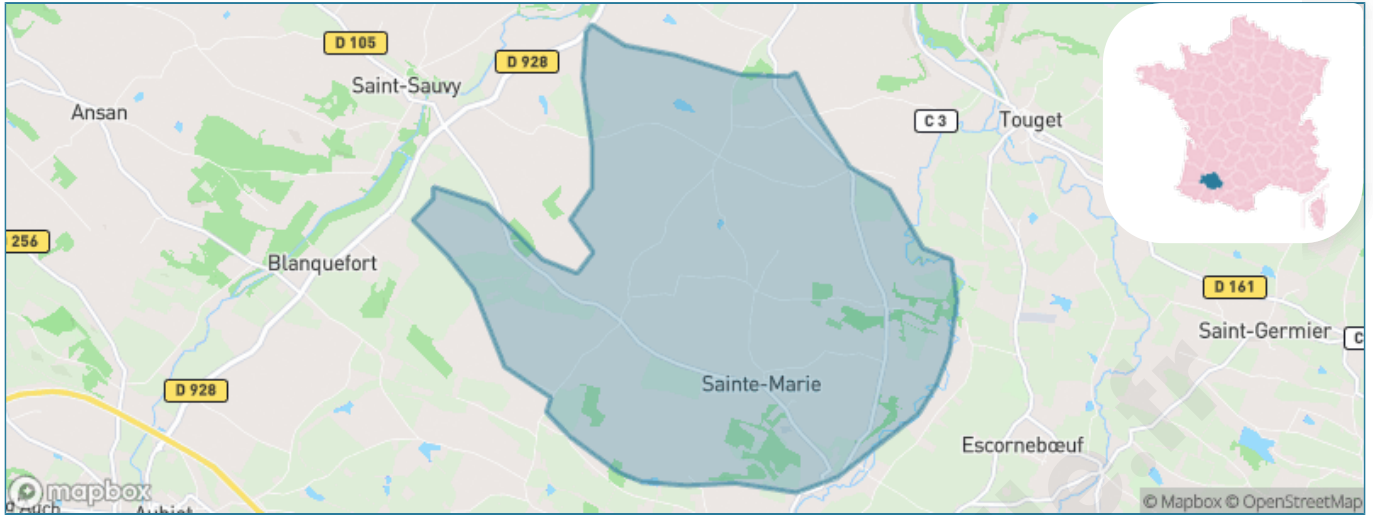 D 105
D 928
Saint-Sauvy
Ansan
C 3
Touget
256
Blanquefort
D 161
Saint-Germier
C
D 928
Sainte-Marie
Escornebœuf
mapbox
© Mapbox © OpenStreetMap